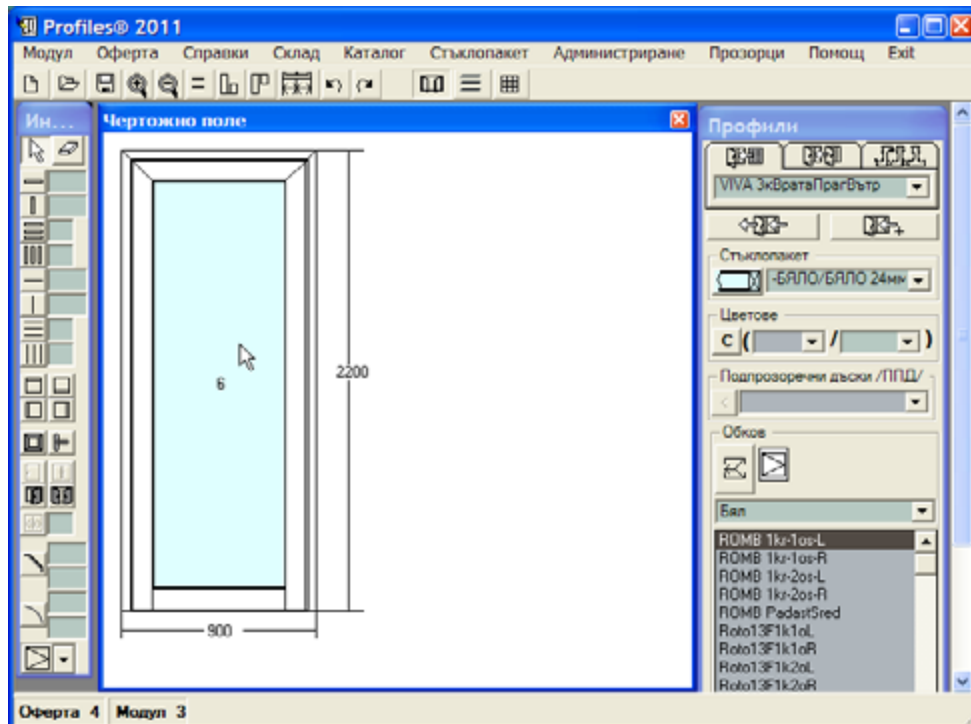 Profiles® 2011
Модул Оферта Справки Склад Каталог Стъклопакет Администриране Прозорци Помощ Exit
Ин...
Чертожно поле
6
2200
900
Профили
VIVA 3кВратаПрагВътр
Стъклопакет
-БЯЛО/БЯЛО 24мм
Цветове
C ( / )
Подпрозоречни дъски /ППД/
<
Обков
Бял
ROMB 1kr-1os-L
ROMB 1kr-1os-R
ROMB 1kr-2os-L
ROMB 1kr-2os-R
ROMB PadastSred
Roto13F1k1oL
Roto13F1k1oR
Roto13F1k2oL
Roto13F1k2oR
Оферта 4 Модул 3